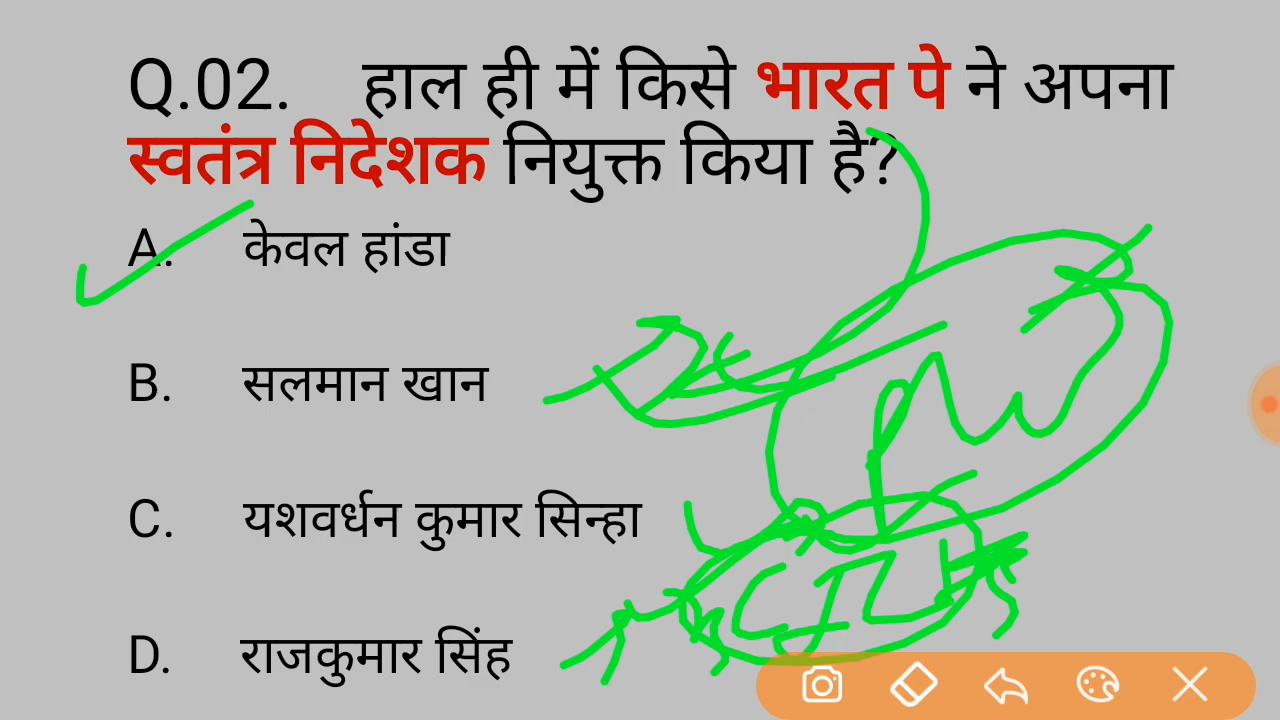 Q.02. हाल ही में किसे भारत पे ने अपना
स्वतंत्र निदेशक नियुक्त किया है?
A. केवल हांडा
B. सलमान खान
C. यशवर्धन कुमार सिन्हा
D. राजकुमार सिंह